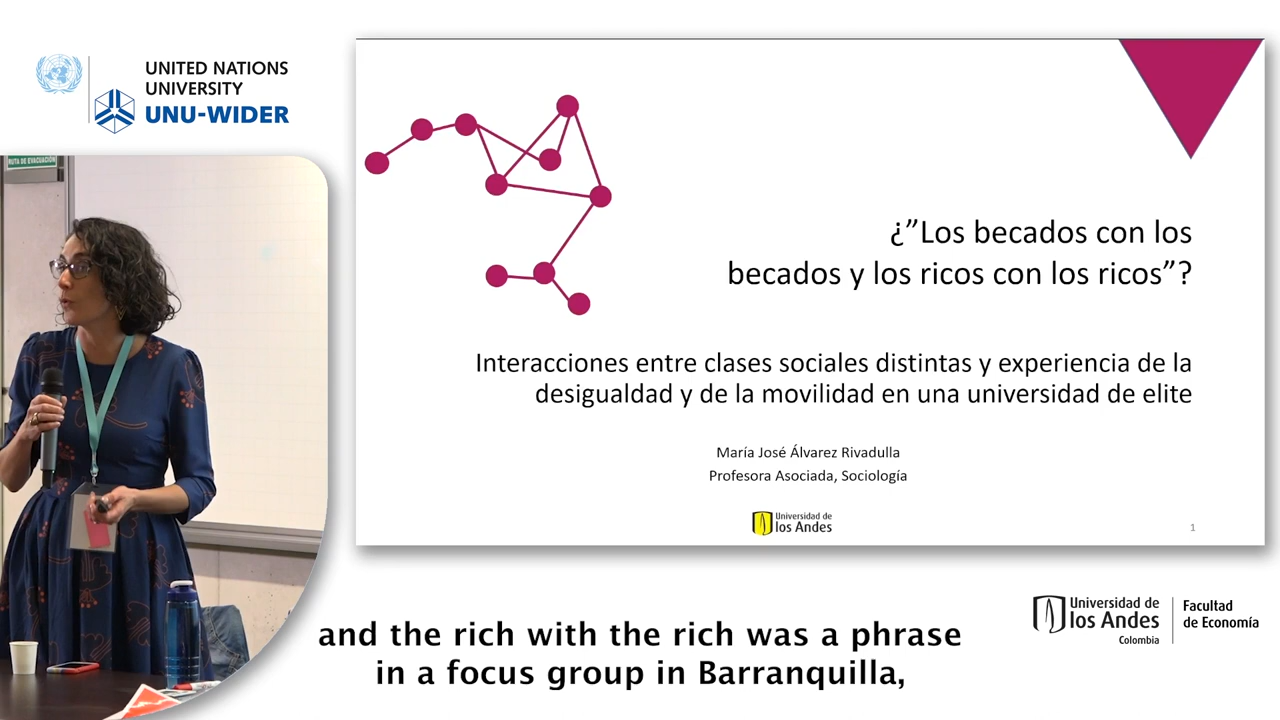 UNITED NATIONS
UNIVERSITY
UNU-WIDER
RUTA DE EVACUACIÓN
¿”Los becados con los
becados y los ricos con los ricos”?
Interacciones entre clases sociales distintas y experiencia de la
desigualdad y de la movilidad en una universidad de elite
María José Álvarez Rivadulla
Profesora Asociada, Sociología
Universidad de
los Andes
1
and the rich with the rich was a phrase
in a focus group in Barranquilla,
Universidad de
los Andes
Colombia
Facultad
de Economía